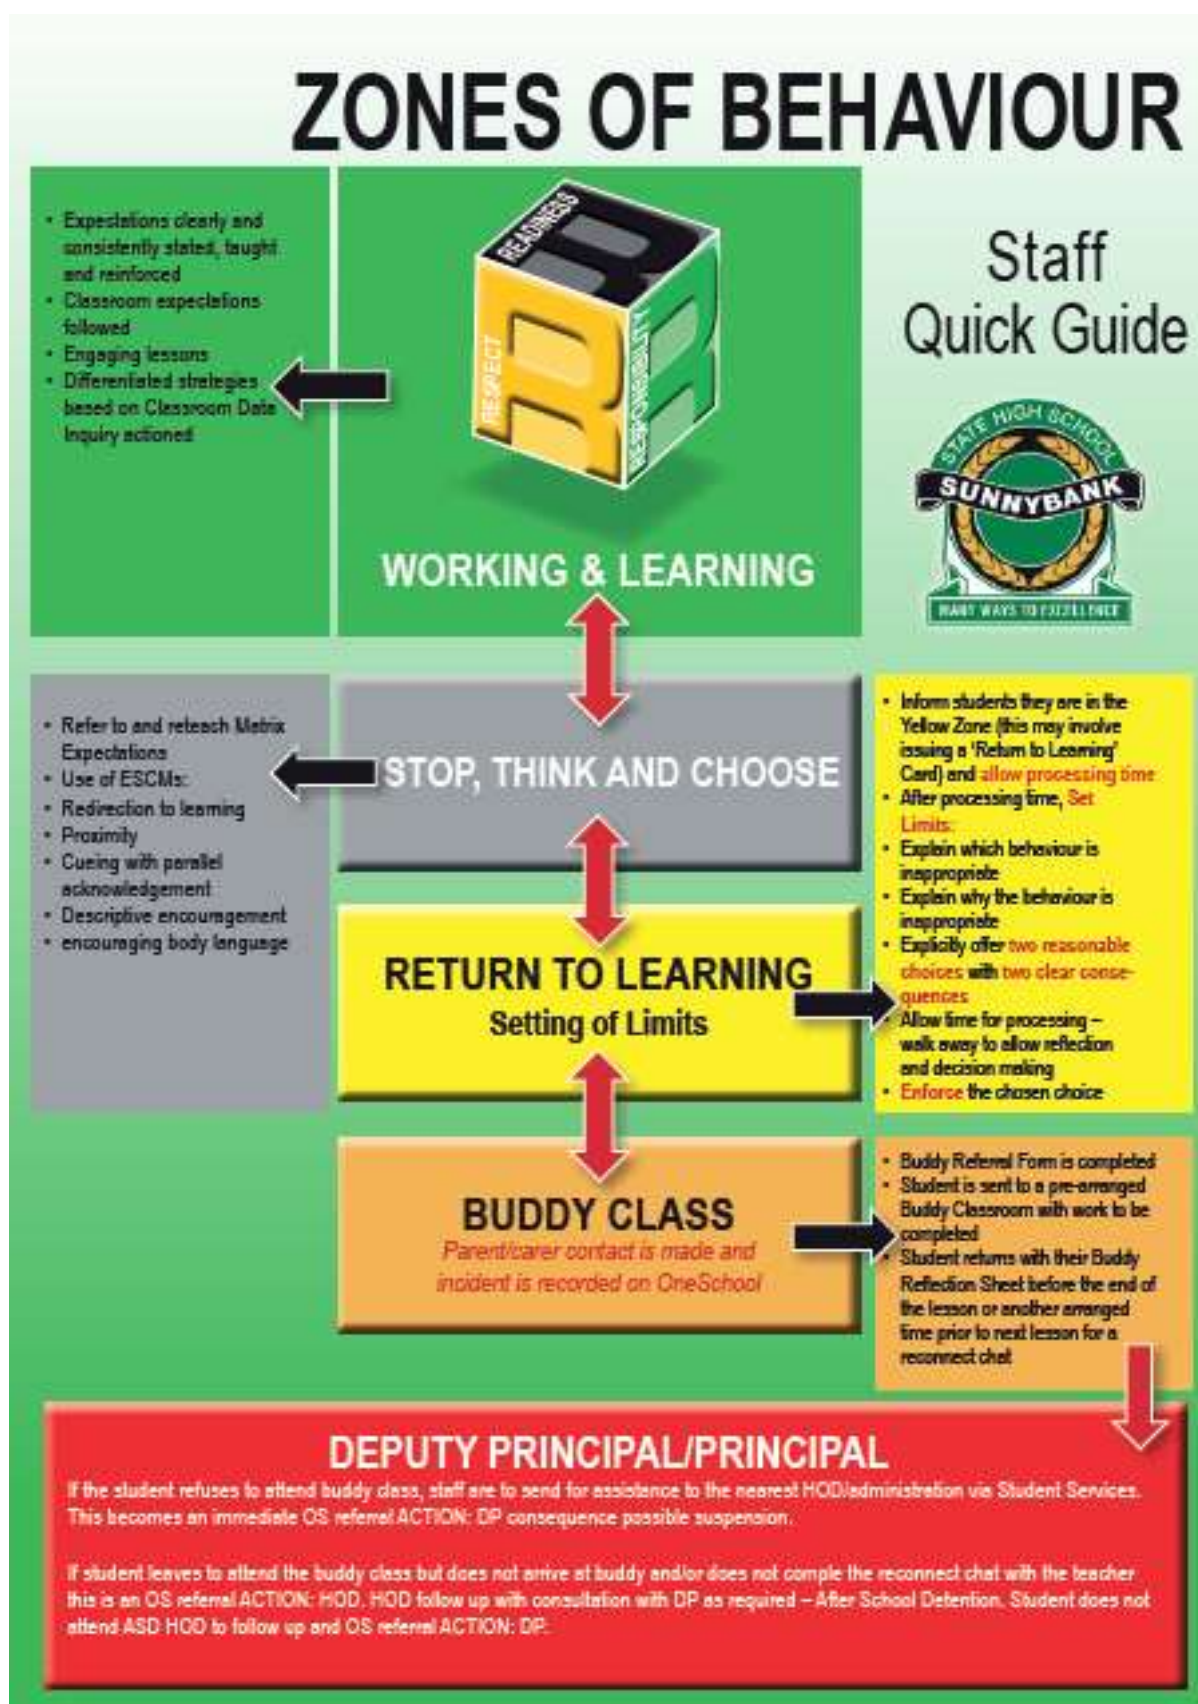 ZONES OF BEHAVIOUR
Staff
Quick Guide
STATE HIGH SCHOOL
SUNNYBANK
MANY WAYS TO EXCELLENCE
• Expectations clearly and
consistently stated, taught
and reinforced
• Classroom expectations
followed
• Engaging lessons
• Differentiated strategies
based on Classroom Data
Inquiry actioned
READINESS
RESPECT
RESPONSIBILITY
WORKING & LEARNING
• Refer to and reteach Matrix
Expectations
• Use of ESCMs:
• Redirection to learning
• Proximity
• Cueing with parallel
acknowledgement
• Descriptive encouragement
• encouraging body language
STOP, THINK AND CHOOSE
RETURN TO LEARNING
Setting of Limits
• Inform students they are in the
Yellow Zone (this may involve
issuing a ‘Return to Learning’
Card) and allow processing time
• After processing time, Set
Limits:
• Explain which behaviour is
inappropriate
• Explain why the behaviour is
inappropriate
• Explicitly offer two reasonable
choices with two clear conse-
quences
• Allow time for processing –
walk away to allow reflection
and decision making
• Enforce the chosen choice
BUDDY CLASS
Parent/carer contact is made and
incident is recorded on OneSchool
• Buddy Referral Form is completed
• Student is sent to a pre-arranged
Buddy Classroom with work to be
completed
• Student returns with their Buddy
Reflection Sheet before the end of
the lesson or another arranged
time prior to next lesson for a
reconnect chat
DEPUTY PRINCIPAL/PRINCIPAL
If the student refuses to attend buddy class, staff are to send for assistance to the nearest HOD/administration via Student Services.
This becomes an immediate OS referral ACTION: DP consequence possible suspension.
If student leaves to attend the buddy class but does not arrive at buddy and/or does not comple the reconnect chat with the teacher
this is an OS referral ACTION: HOD. HOD follow up with consultation with DP as required – After School Detention. Student does not
attend ASD HOD to follow up and OS referral ACTION: DP.